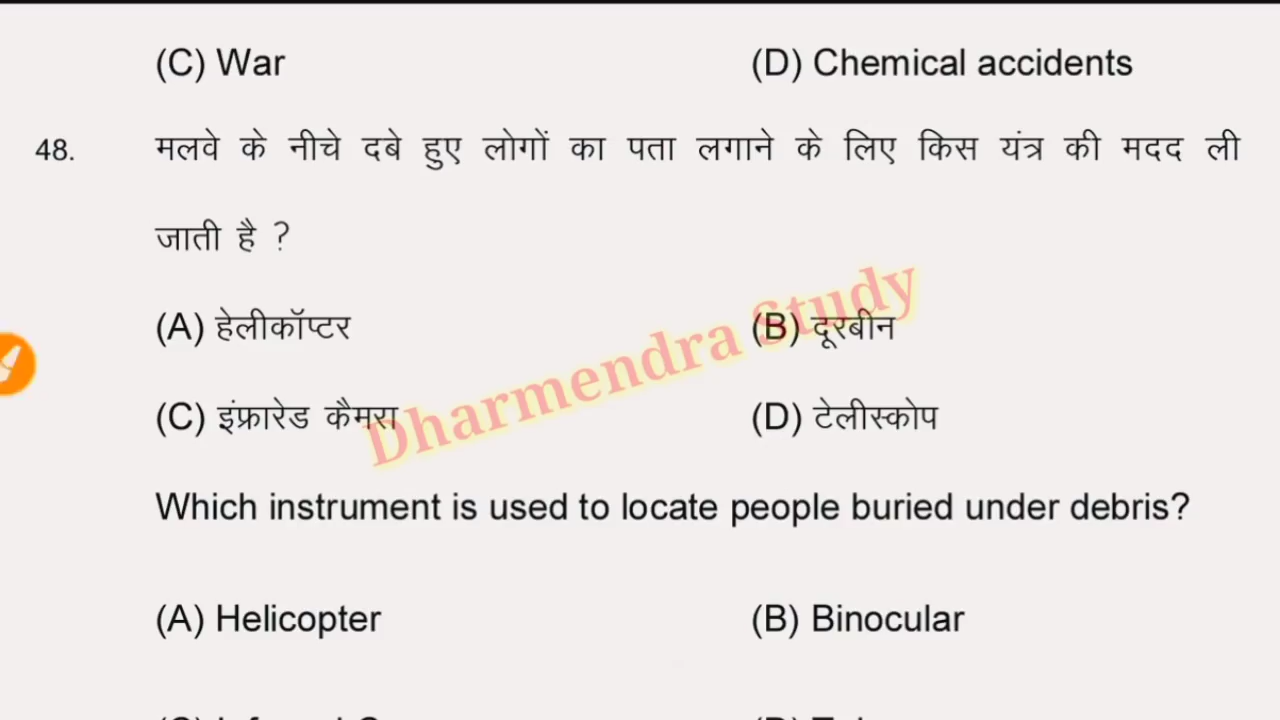 (C) War (D) Chemical accidents
48. मलवे के नीचे दबे हुए लोगों का पता लगाने के लिए किस यंत्र की मदद ली
जाती है ?
(A) हेलीकॉप्टर (B) दूरबीन
(C) इंफ्रारेड कैमरा (D) टेलीस्कोप
Dharmendra Study
Which instrument is used to locate people buried under debris?
(A) Helicopter (B) Binocular